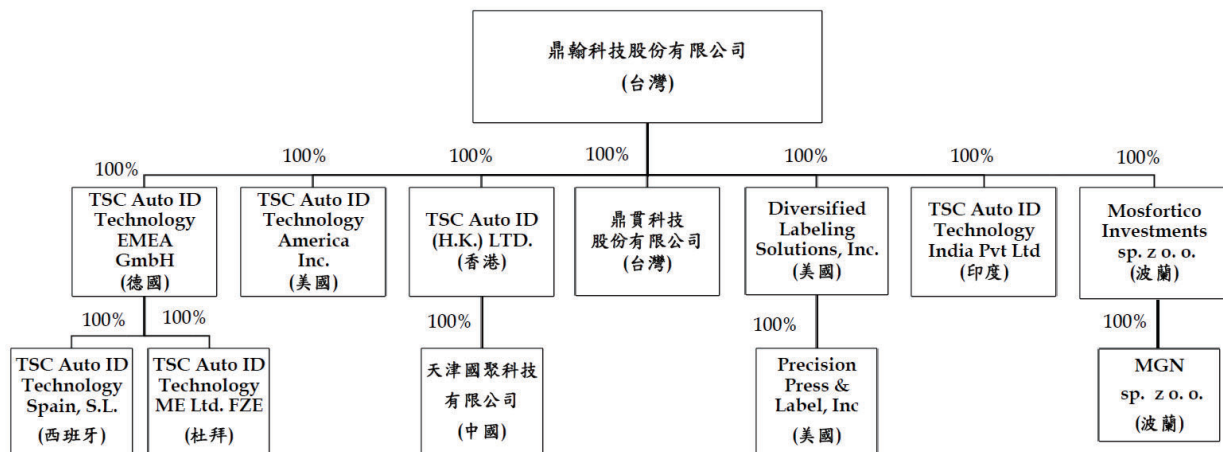 鼎翰科技股份有限公司
(台灣)
100%
100%
100%
100%
100%
100%
100%
TSC Auto ID
Technology
EMEA
GmbH
(德國)
TSC Auto ID
Technology
America
Inc.
(美國)
TSC Auto ID
(H.K.) LTD.
(香港)
鼎貫科技
股份有限公司
(台灣)
Diversified
Labeling
Solutions, Inc.
(美國)
TSC Auto ID
Technology
India Pvt Ltd
(印度)
Mosfortico
Investments
sp. z o. o.
(波蘭)
100%
100%
100%
100%
100%
TSC Auto ID
Technology
Spain, S.L.
(西班牙)
TSC Auto ID
Technology
ME Ltd. FZE
(杜拜)
天津國聚科技
有限公司
(中國)
Precision
Press &
Label, Inc
(美國)
MGN
sp. z o. o.
(波蘭)